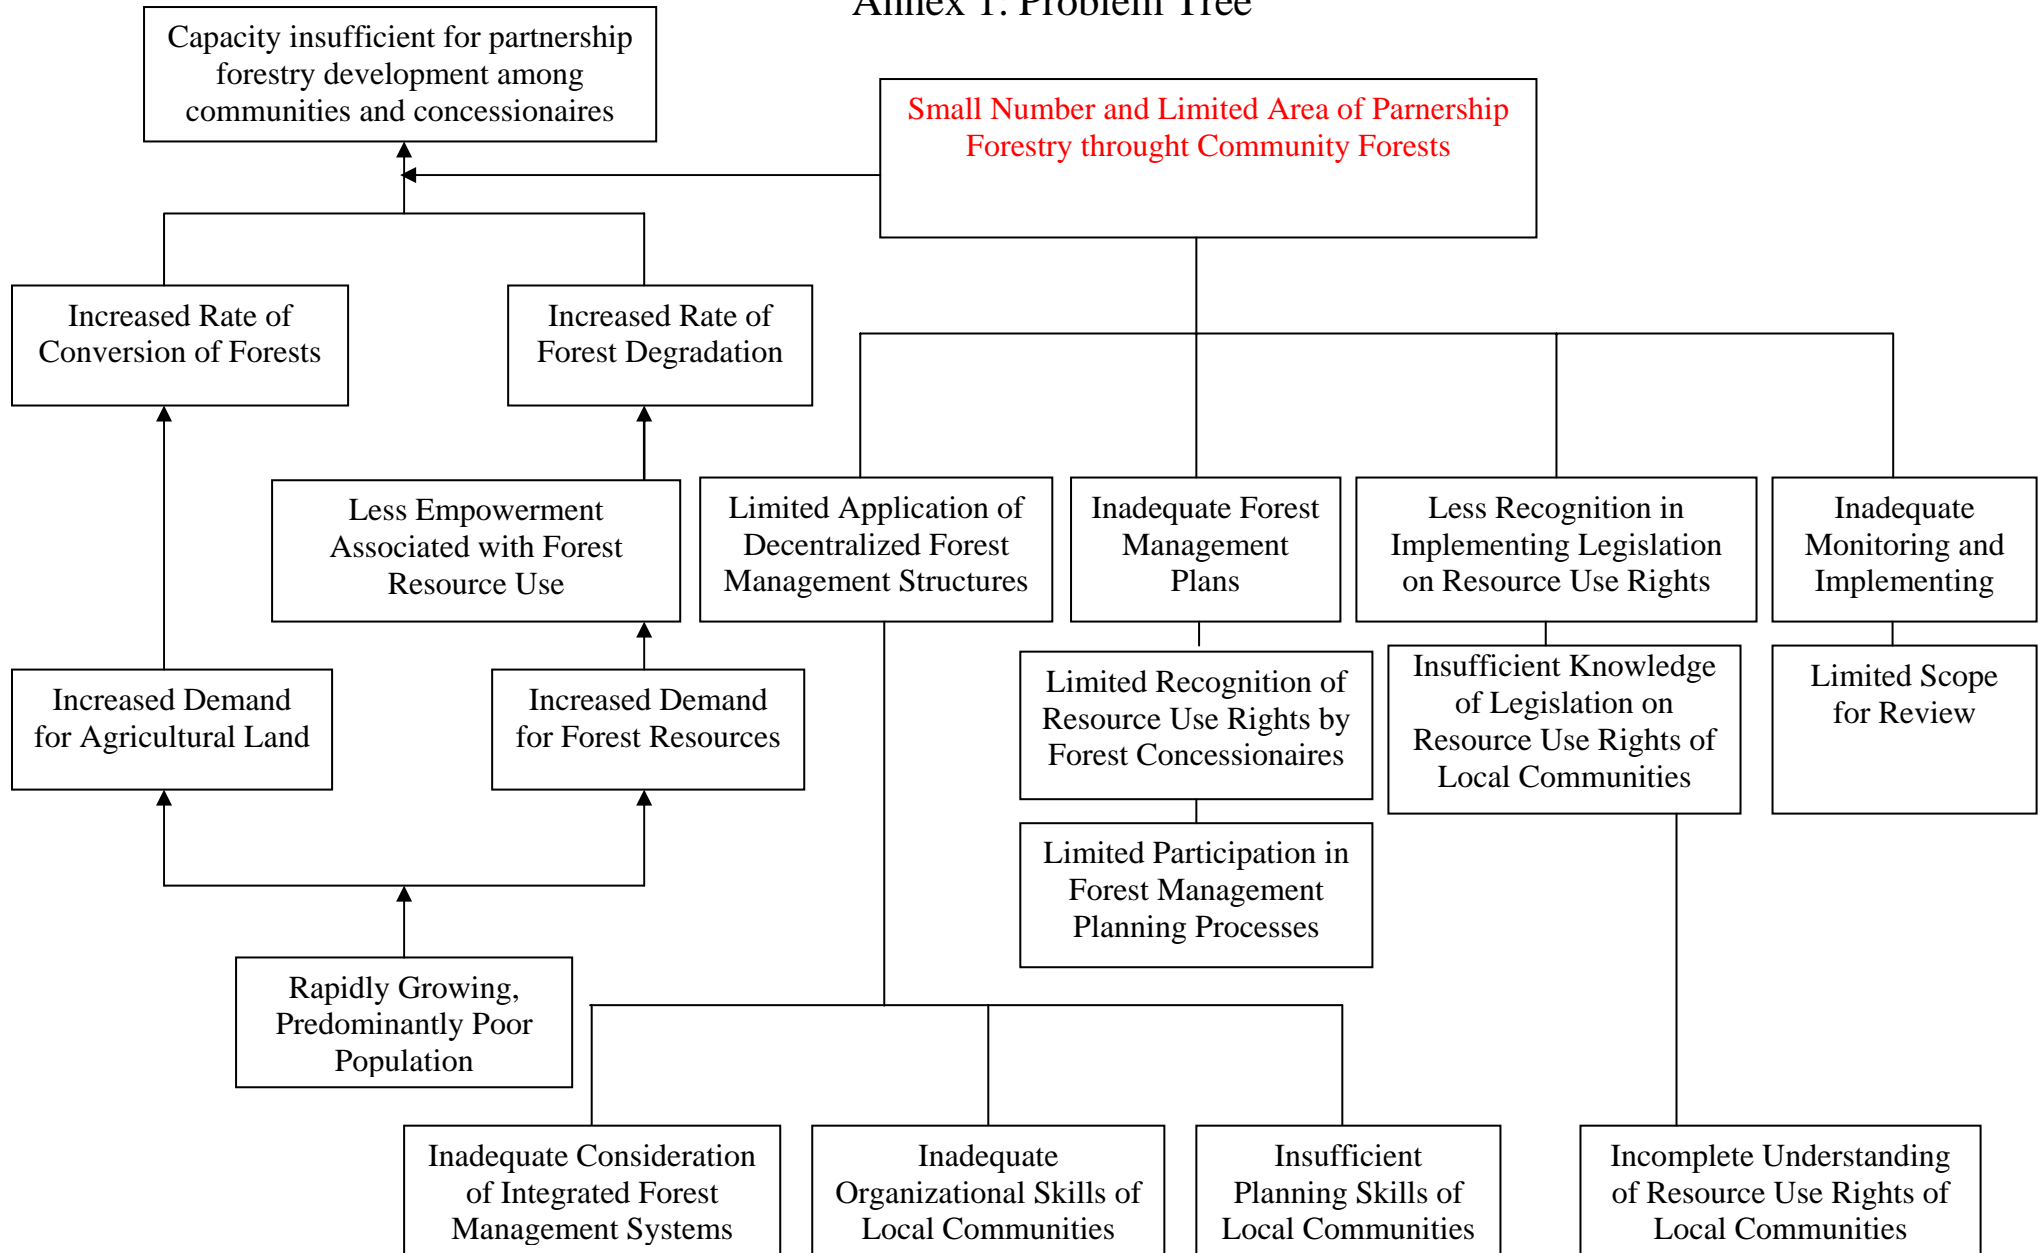 Annex 1: Problem Tree
Capacity insufficient for partnership
forestry development among
communities and concessionaires
Small Number and Limited Area of Parnership
Forestry throught Community Forests
Increased Rate of
Conversion of Forests
Increased Rate of
Forest Degradation
Less Empowerment
Associated with Forest
Resource Use
Limited Application of
Decentralized Forest
Management Structures
Inadequate Forest
Management
Plans
Less Recognition in
Implementing Legislation
on Resource Use Rights
Inadequate
Monitoring and
Implementing
Increased Demand
for Agricultural Land
Increased Demand
for Forest Resources
Limited Recognition of
Resource Use Rights by
Forest Concessionaires
Insufficient Knowledge
of Legislation on
Resource Use Rights of
Local Communities
Limited Scope
for Review
Limited Participation in
Forest Management
Planning Processes
Rapidly Growing,
Predominantly Poor
Population
Inadequate Consideration
of Integrated Forest
Management Systems
Inadequate
Organizational Skills of
Local Communities
Insufficient
Planning Skills of
Local Communities
Incomplete Understanding
of Resource Use Rights of
Local Communities